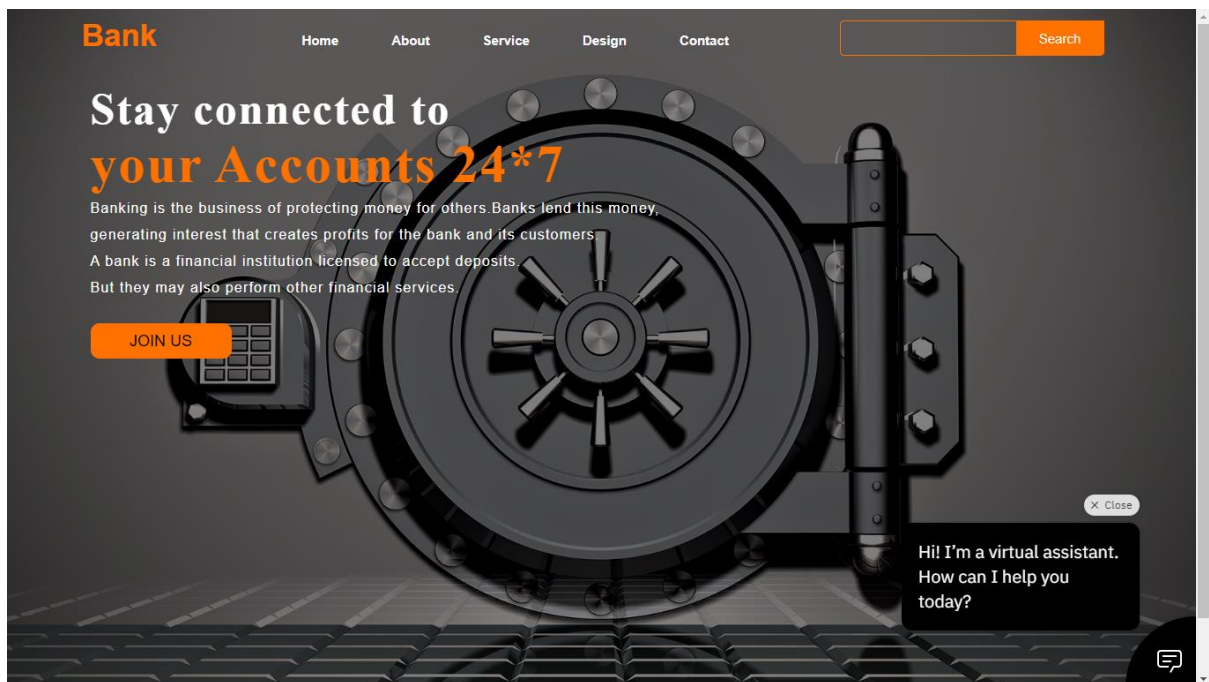 Bank
Home About Service Design Contact
Search
Stay connected to
your Accounts 24*7
Banking is the business of protecting money for others.Banks lend this money,
generating interest that creates profits for the bank and its customers.
A bank is a financial institution licensed to accept deposits.
But they may also perform other financial services.
JOIN US
× Close
Hi! I’m a virtual assistant.
How can I help you
today?